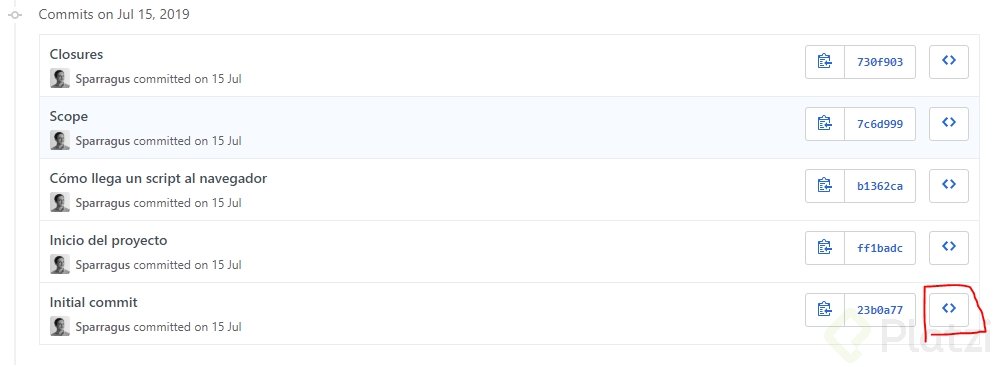 Commits on Jul 15, 2019
Closures
Sparragus committed on 15 Jul
730f903
Scope
Sparragus committed on 15 Jul
7c6d999
Cómo llega un script al navegador
Sparragus committed on 15 Jul
b1362ca
Inicio del proyecto
Sparragus committed on 15 Jul
ff1badc
Initial commit
Sparragus committed on 15 Jul
23b0a77
Platzi